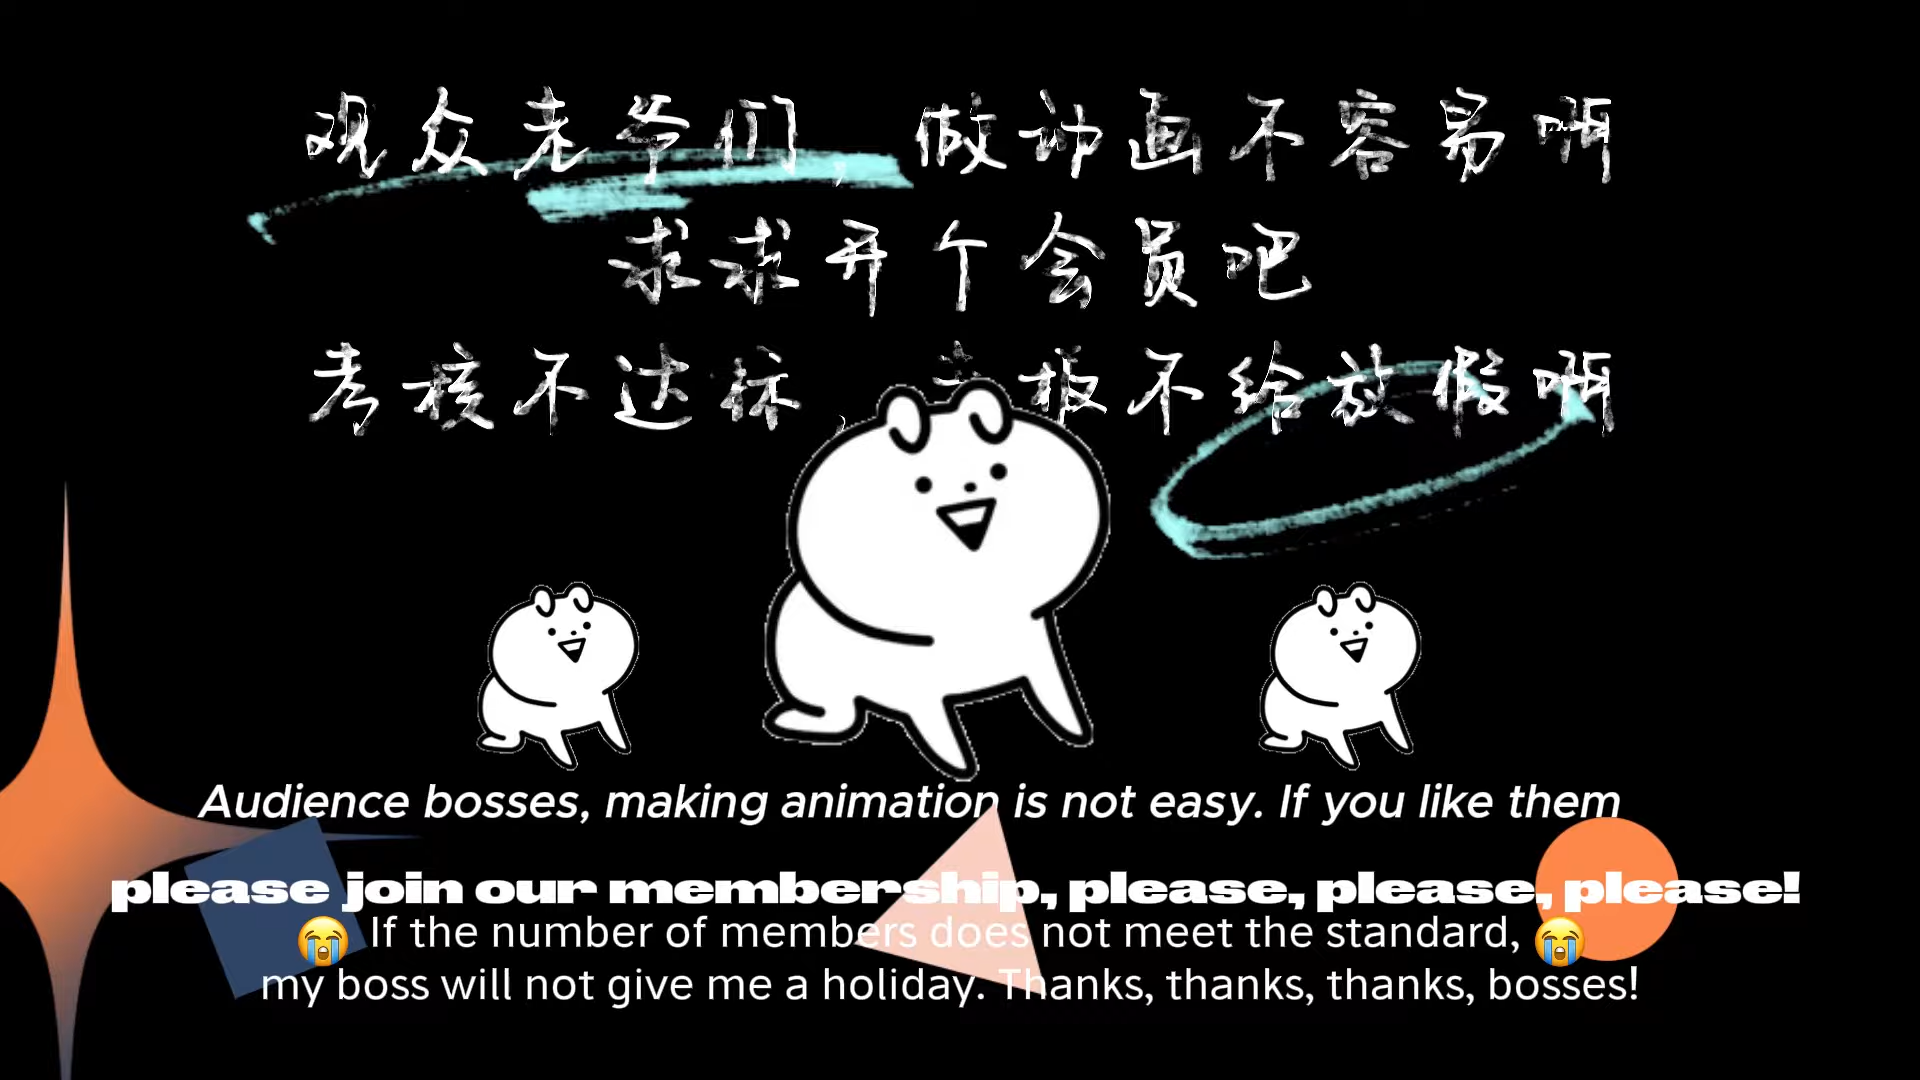 观众老爷们，做动画不容易啊
求求开个会员吧
考核不达标，老板不给放假啊
Audience bosses, making animation is not easy. If you like them
please join our membership, please, please, please!
😭 If the number of members does not meet the standard, 😭
my boss will not give me a holiday. Thanks, thanks, thanks, bosses!